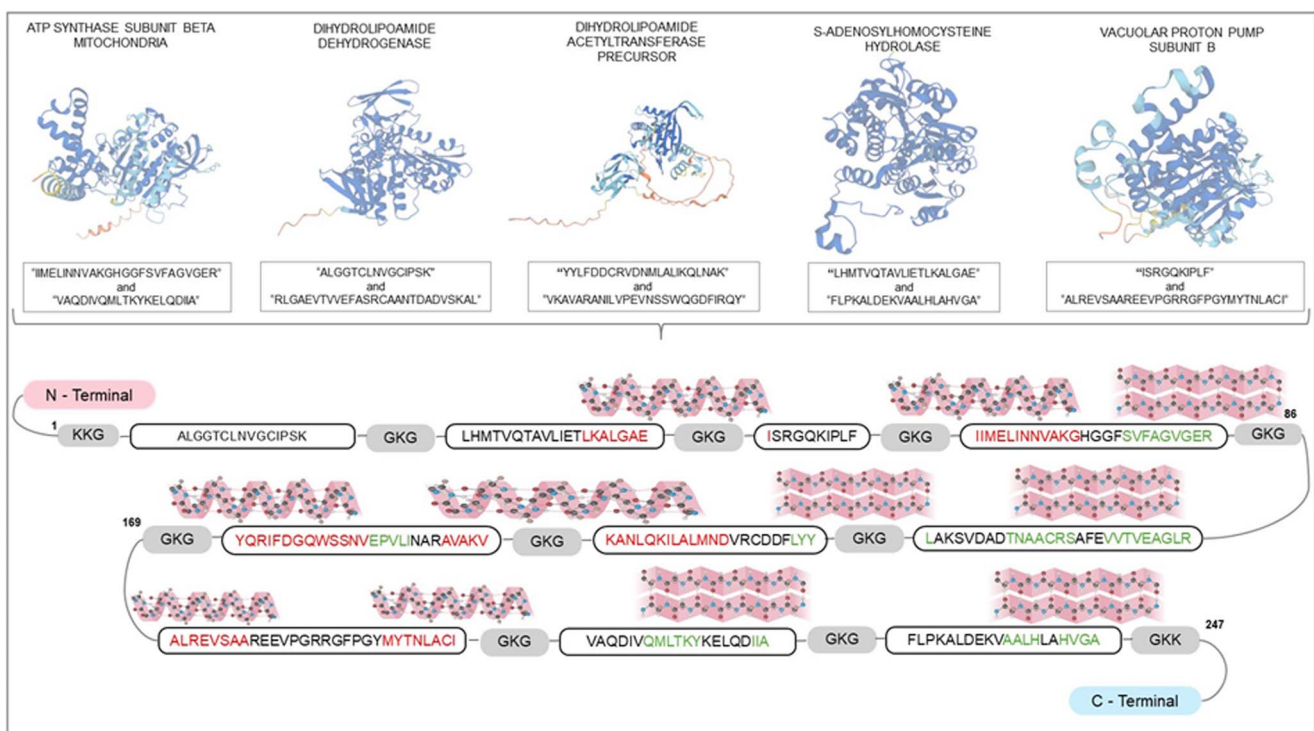 ATP SYNTHASE SUBUNIT BETA
MITOCHONDRIA
DIHYDROLIPOAMIDE
DEHYDROGENASE
DIHYDROLIPOAMIDE
ACETYLTRANSFERASE
PRECURSOR
S-ADENOSYLHOMOCYSTEINE
HYDROLASE
VACUOLAR PROTON PUMP
SUBUNIT B
"IIMELINNVAKGHGGFSVFAGVGER"
and
"VAQDIVQMLTKYKELQDIIA"
"ALGGTCLNVGCIPSK"
and
"RLGAEVTVVEFASRCAANTDADVSKAL"
"YYLFDDCRVDNMLALIKQLNAK"
and
"VKAVARANILVPEVNSSWQGDFIRQY"
"LHMTVQTAVLIETLKALGAE"
and
"FLPKALDEKVAALHLAHVGA"
"ISRGQKIPLF"
and
"ALREVSAAREEVPGRRGFPGYMYTNLACI"
N - Terminal
1
KKG
ALGGTCLNVGCIPSK
GKG
LHMTVQTAVLIETLKALGAE
GKG
ISRGQKIPLF
GKG
IIMELINNVAKGHGGFSVFAGVGER
86
GKG
169
GKG
YQRIFDGQWSSNVEPVLINARAVAKV
GKG
KANLQKILALMNDVRCDDFLYY
GKG
LAKSVDADTNAACRSAFEVVTVEAGLR
ALREVSAAREEVPGRRGFPGYMYTNLACI
GKG
VAQDIVQMLTKYKELQDIIA
GKG
FLPKALDEKVAALHLAHVGA
GKK
247
C - Terminal